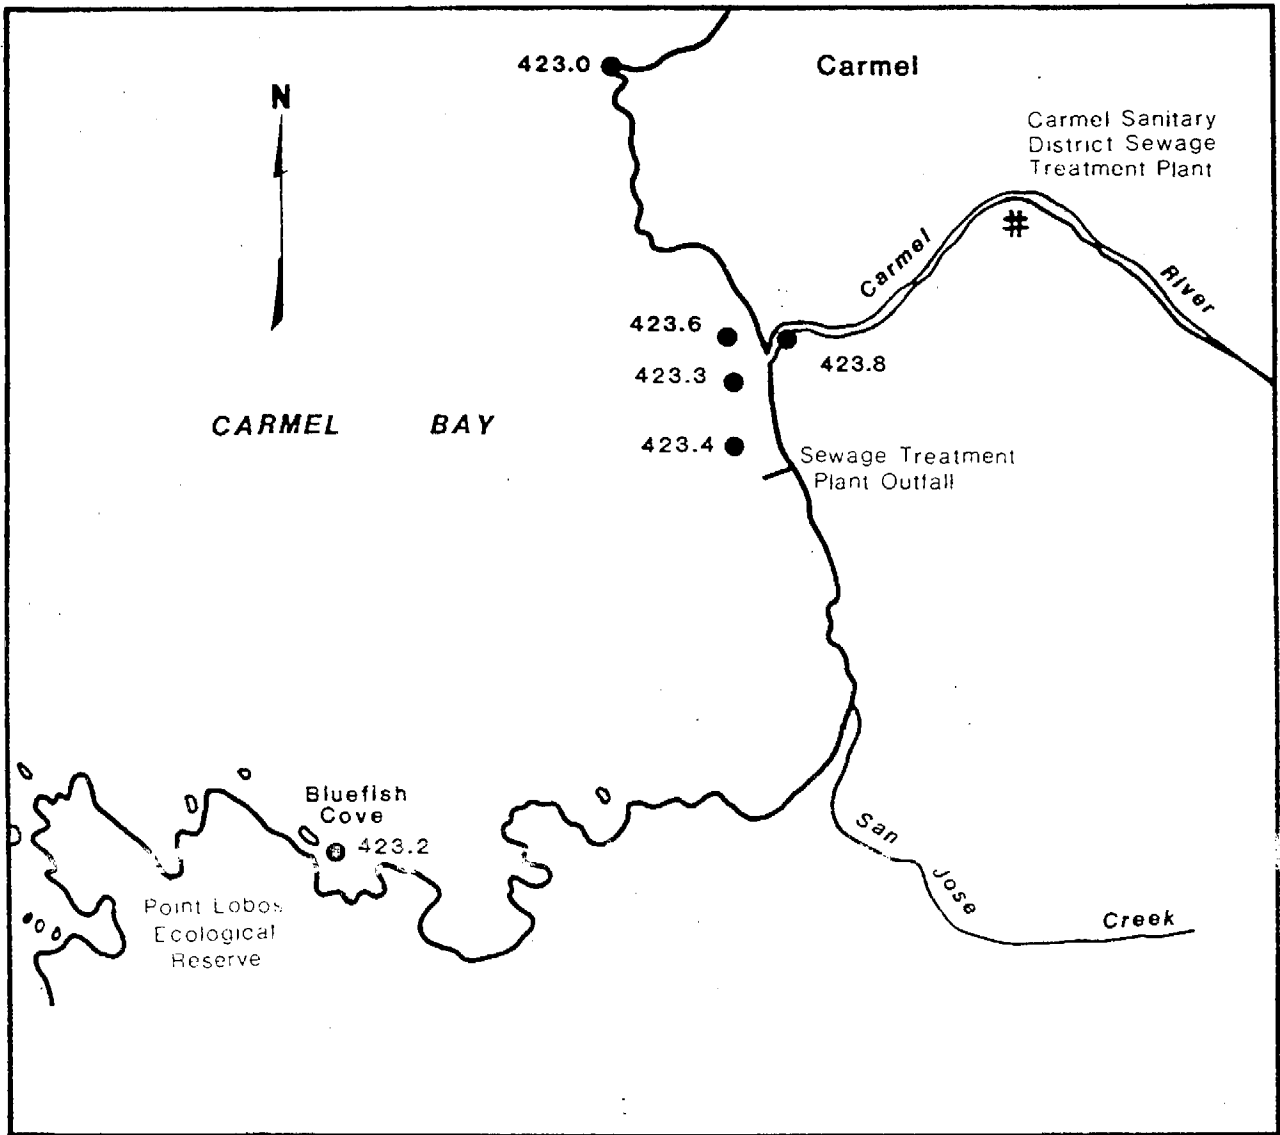 423.0
Carmel
N
Carmel Sanitary
District Sewage
Treatment Plant
#
Carmel
River
423.6
423.8
423.3
CARMEL BAY
423.4
Sewage Treatment
Plant Outfall
Bluefish
Cove
423.2
San
Jose
Creek
Point Lobos
Ecological
Reserve